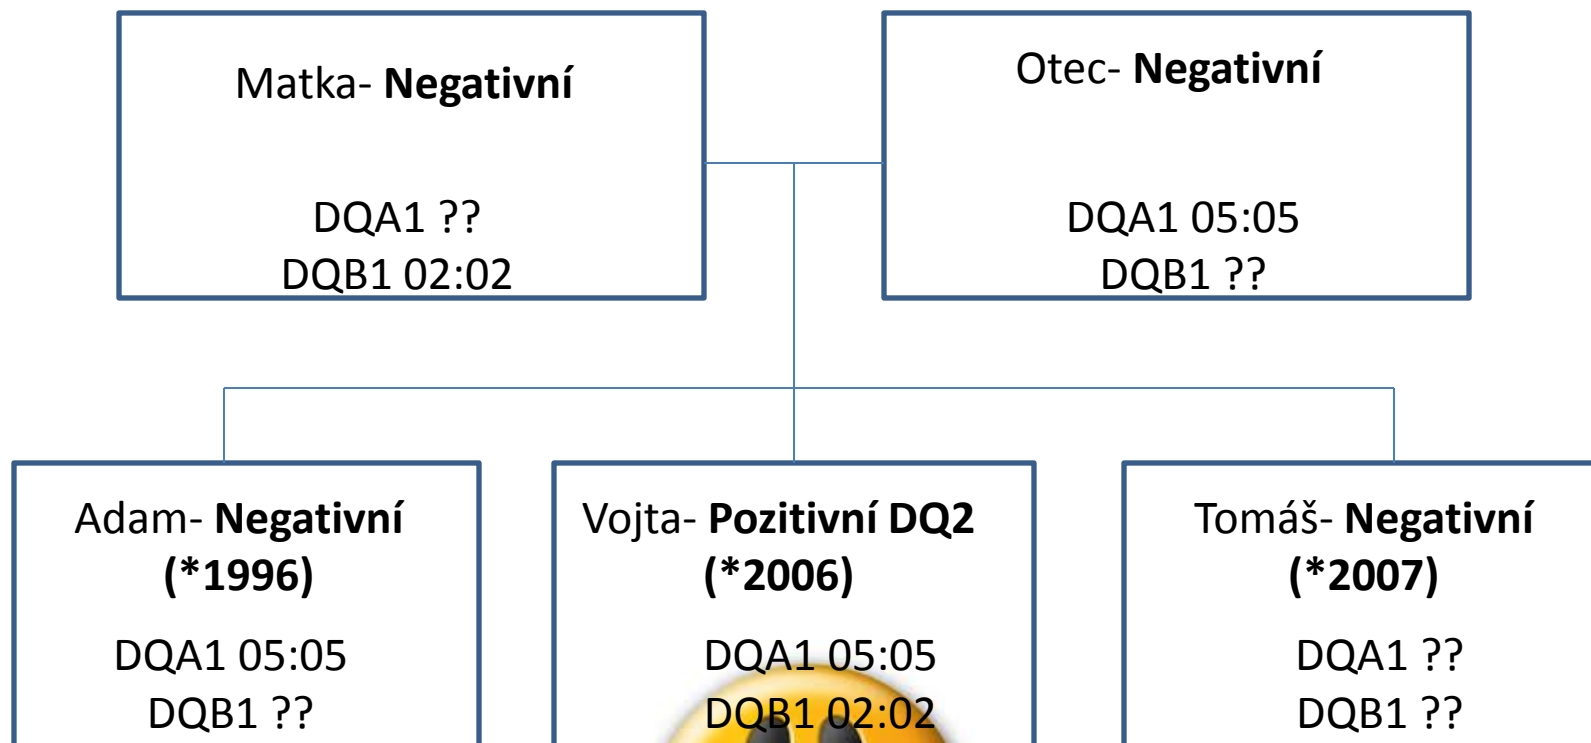 Matka- Negativní
DQA1 ??
DQB1 02:02
Otec- Negativní
DQA1 05:05
DQB1 ??
Adam- Negativní
(*1996)
DQA1 05:05
DQB1 ??
Vojta- Pozitivní DQ2
(*2006)
DQA1 05:05
DQB1 02:02
Tomáš- Negativní
(*2007)
DQA1 ??
DQB1 ??